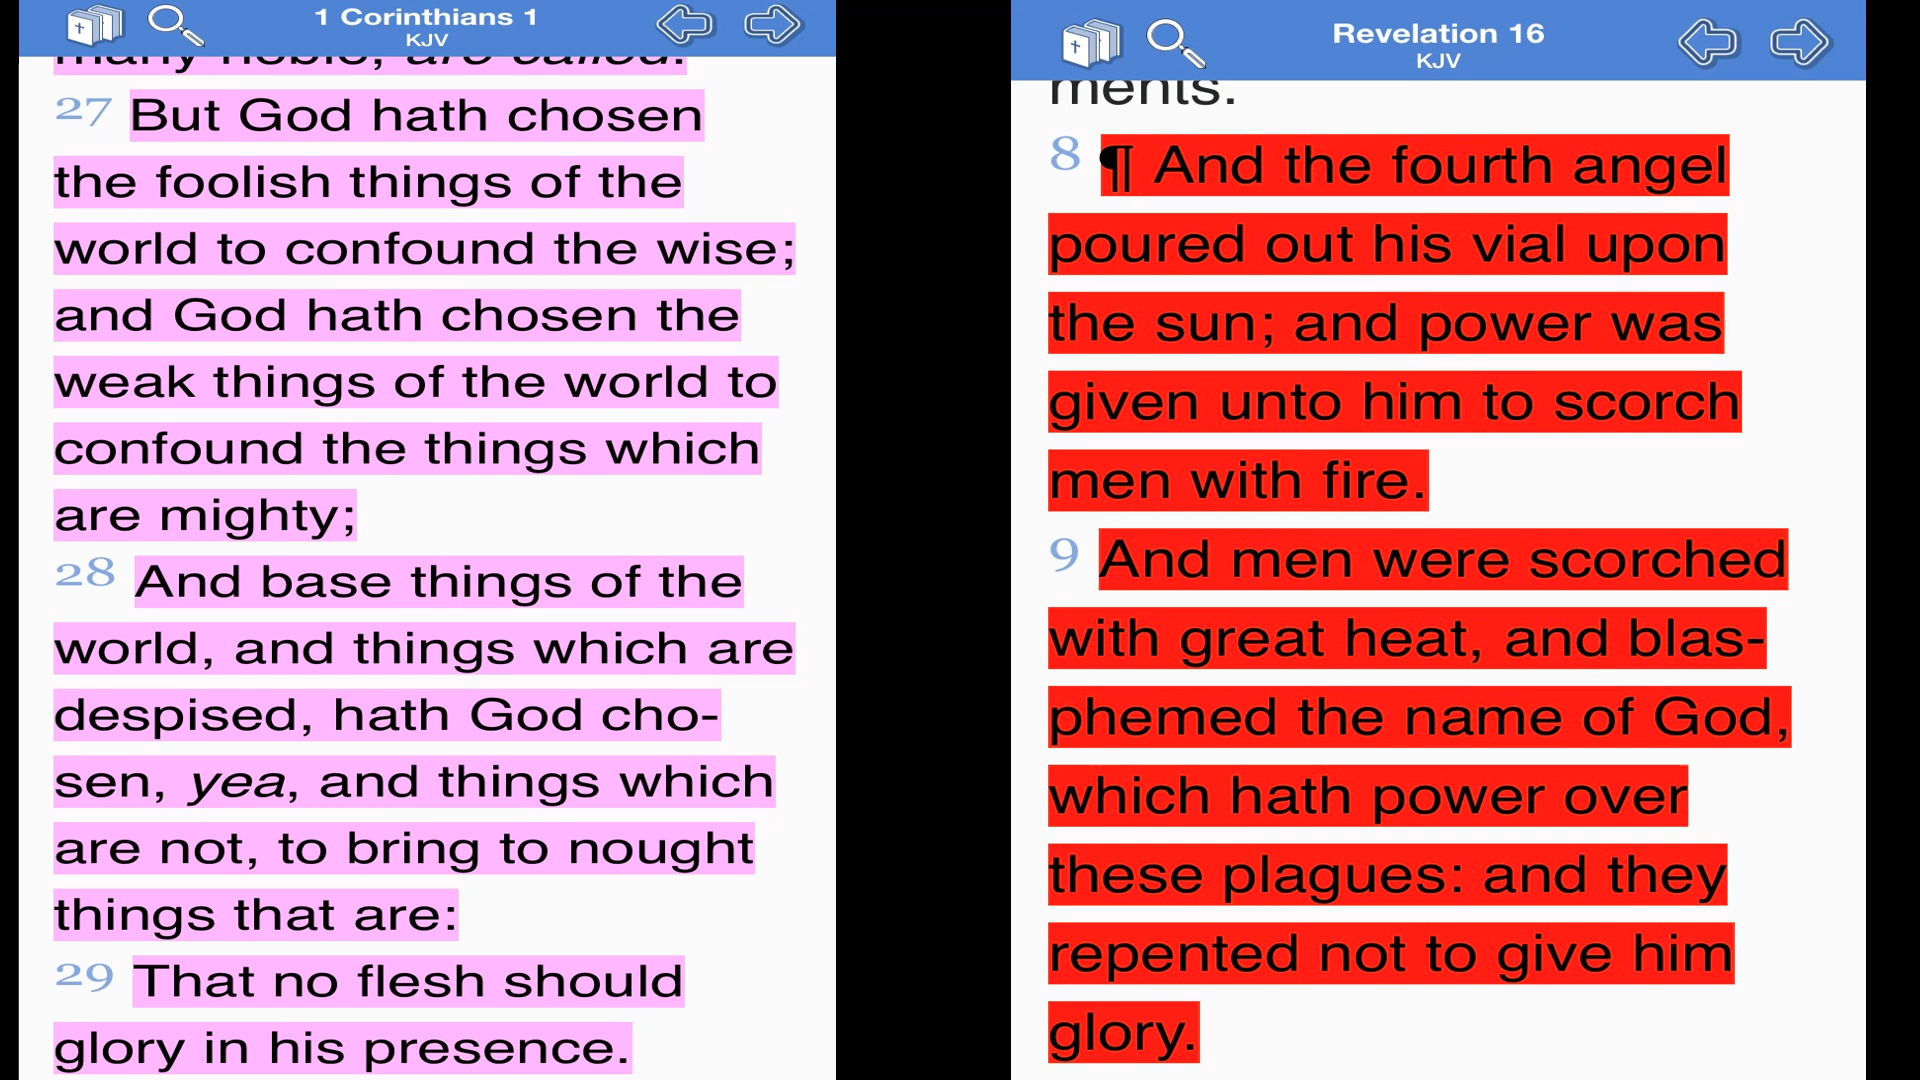 1 Corinthians 1
KJV
many noble, are called:
27 But God hath chosen
the foolish things of the
world to confound the wise;
and God hath chosen the
weak things of the world to
confound the things which
are mighty;
28 And base things of the
world, and things which are
despised, hath God cho-
sen, yea, and things which
are not, to bring to nought
things that are:
29 That no flesh should
glory in his presence.
Revelation 16
KJV
ments.
8 ¶ And the fourth angel
poured out his vial upon
the sun; and power was
given unto him to scorch
men with fire.
9 And men were scorched
with great heat, and blas-
phemed the name of God,
which hath power over
these plagues: and they
repented not to give him
glory.